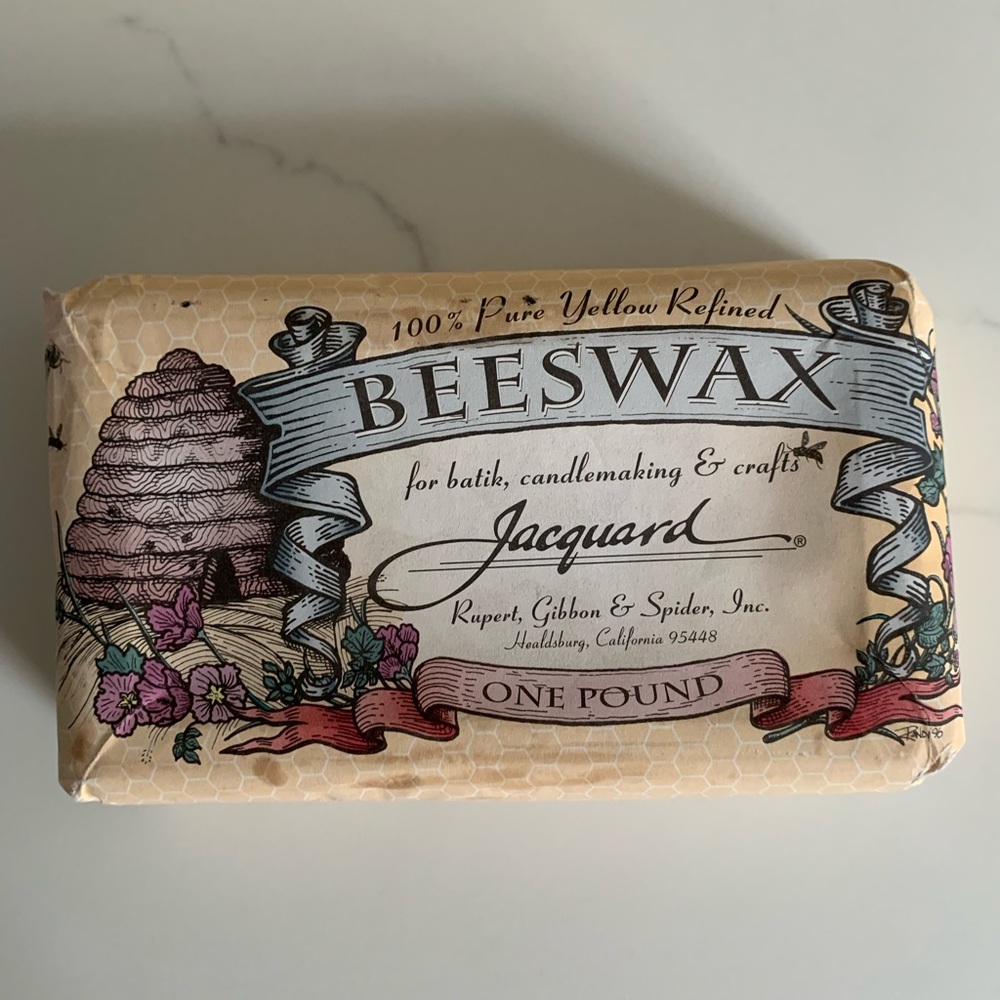 100% Pure Yellow Refined
BEESWAX
for batik, candlemaking & crafts
Jacquard®
Rupert, Gibbon & Spider, Inc.
Healdsburg, California 95448
ONE POUND